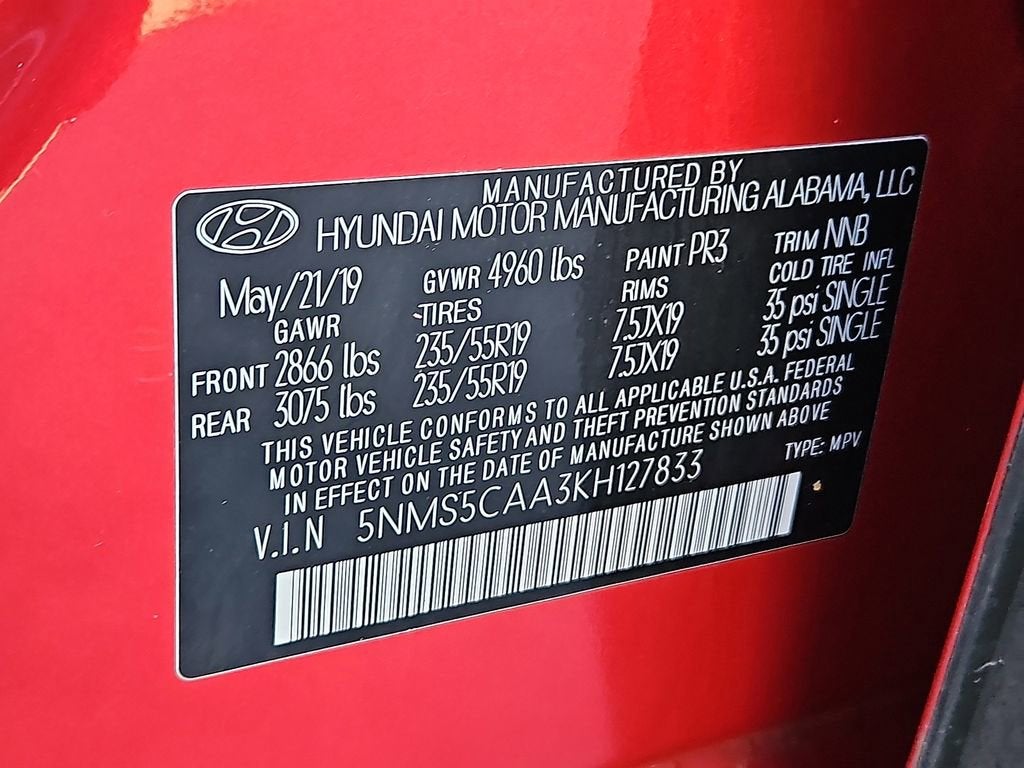 MANUFACTURED BY
HYUNDAI MOTOR MANUFACTURING ALABAMA, LLC
May/21/19 GVWR 4960 lbs PAINT PR3 TRIM NNB
GAWR TIRES RIMS COLD TIRE INFL
FRONT 2866 lbs 235/55R19 7.5JX19 35 psi SINGLE
REAR 3075 lbs 235/55R19 7.5JX19 35 psi SINGLE
THIS VEHICLE CONFORMS TO ALL APPLICABLE U.S.A. FEDERAL
MOTOR VEHICLE SAFETY AND THEFT PREVENTION STANDARDS
IN EFFECT ON THE DATE OF MANUFACTURE SHOWN ABOVE
V.I.N 5NMS5CAA3KH127833 TYPE: MPV